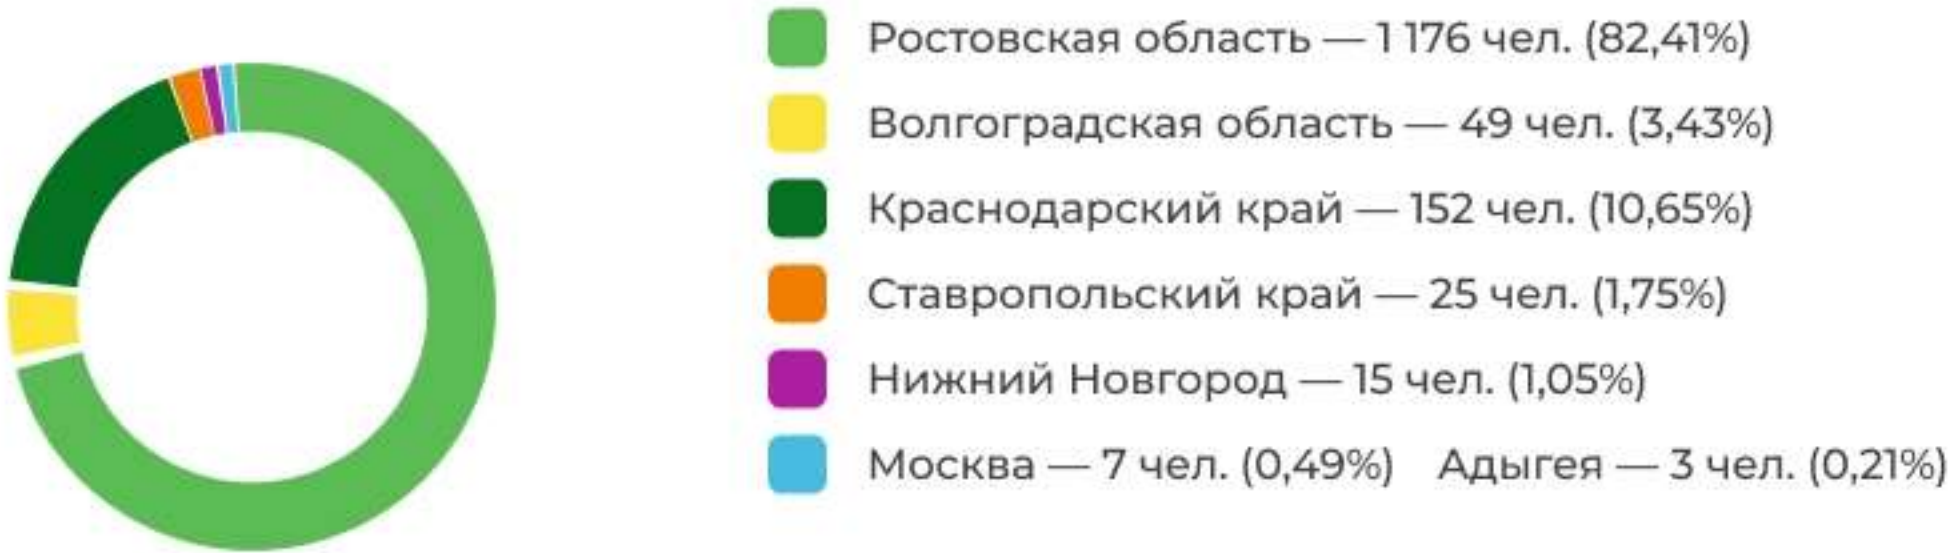 Ростовская область — 1 176 чел. (82,41%)
Волгоградская область — 49 чел. (3,43%)
Краснодарский край — 152 чел. (10,65%)
Ставропольский край — 25 чел. (1,75%)
Нижний Новгород — 15 чел. (1,05%)
Москва — 7 чел. (0,49%) Адыгея — 3 чел. (0,21%)